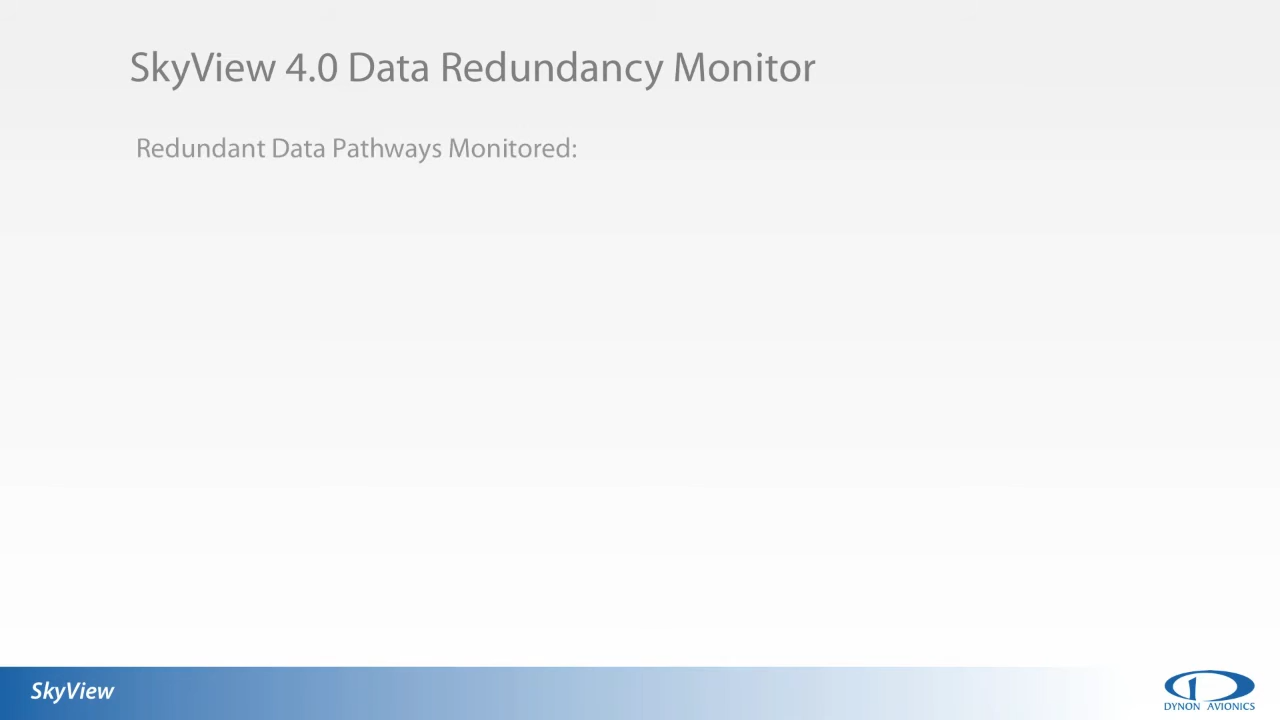 SkyView 4.0 Data Redundancy Monitor
Redundant Data Pathways Monitored:
SkyView
DYNON AVIONICS